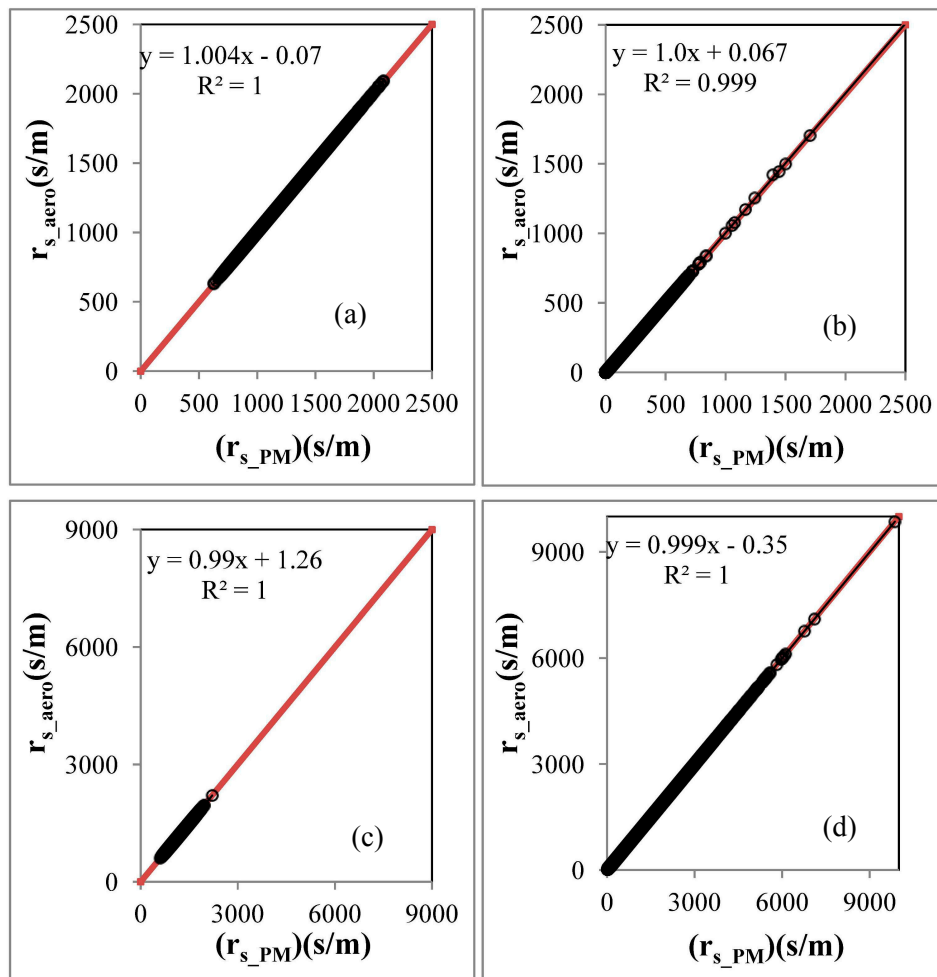 y = 1.004x - 0.07
R² = 1
2500
2000
1500
1000
500
0
r_s_aero(s/m)
(a)
0 500 1000 1500 2000 2500
(r_s_PM)(s/m)
y = 1.0x + 0.067
R² = 0.999
2500
2000
1500
1000
500
0
r_s_aero(s/m)
(b)
0 500 1000 1500 2000 2500
(r_s_PM)(s/m)
y = 0.99x + 1.26
R² = 1
9000
6000
3000
0
r_s_aero(s/m)
(c)
0 3000 6000 9000
(r_s_PM)(s/m)
y = 0.999x - 0.35
R² = 1
9000
6000
3000
0
r_s_aero(s/m)
(d)
0 3000 6000 9000
(r_s_PM)(s/m)